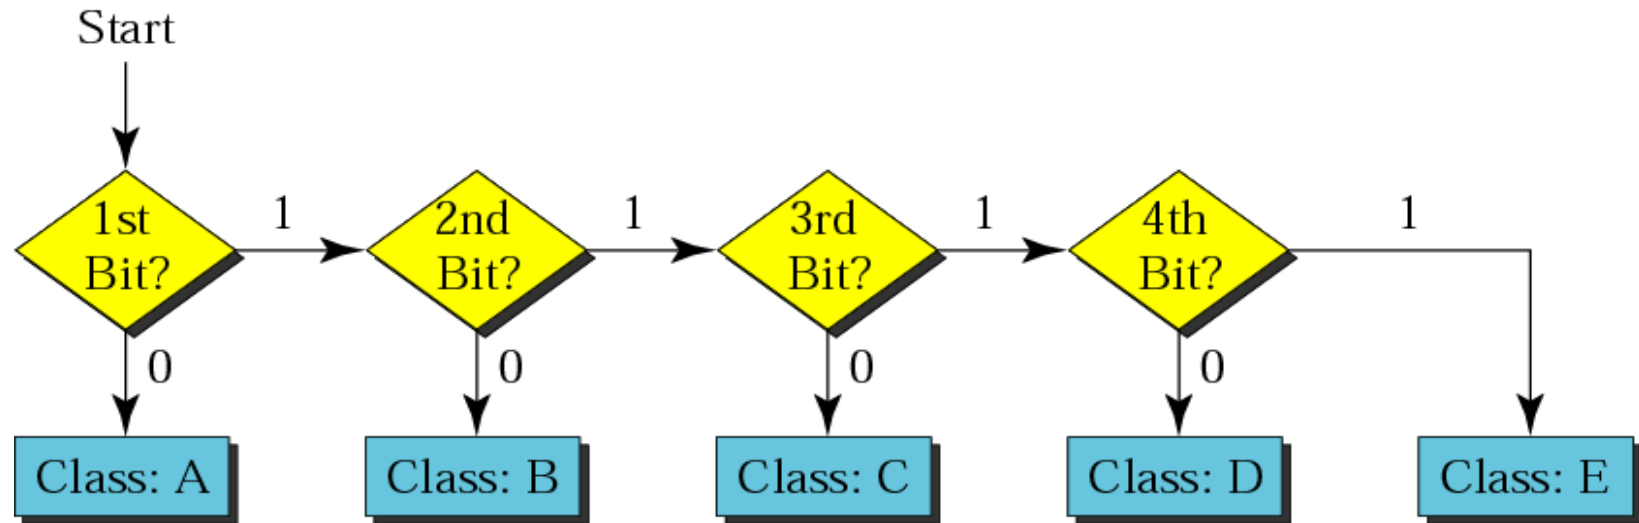 Start
1st
Bit?
1
2nd
Bit?
1
3rd
Bit?
1
4th
Bit?
1
0
0
0
0
Class: A
Class: B
Class: C
Class: D
Class: E